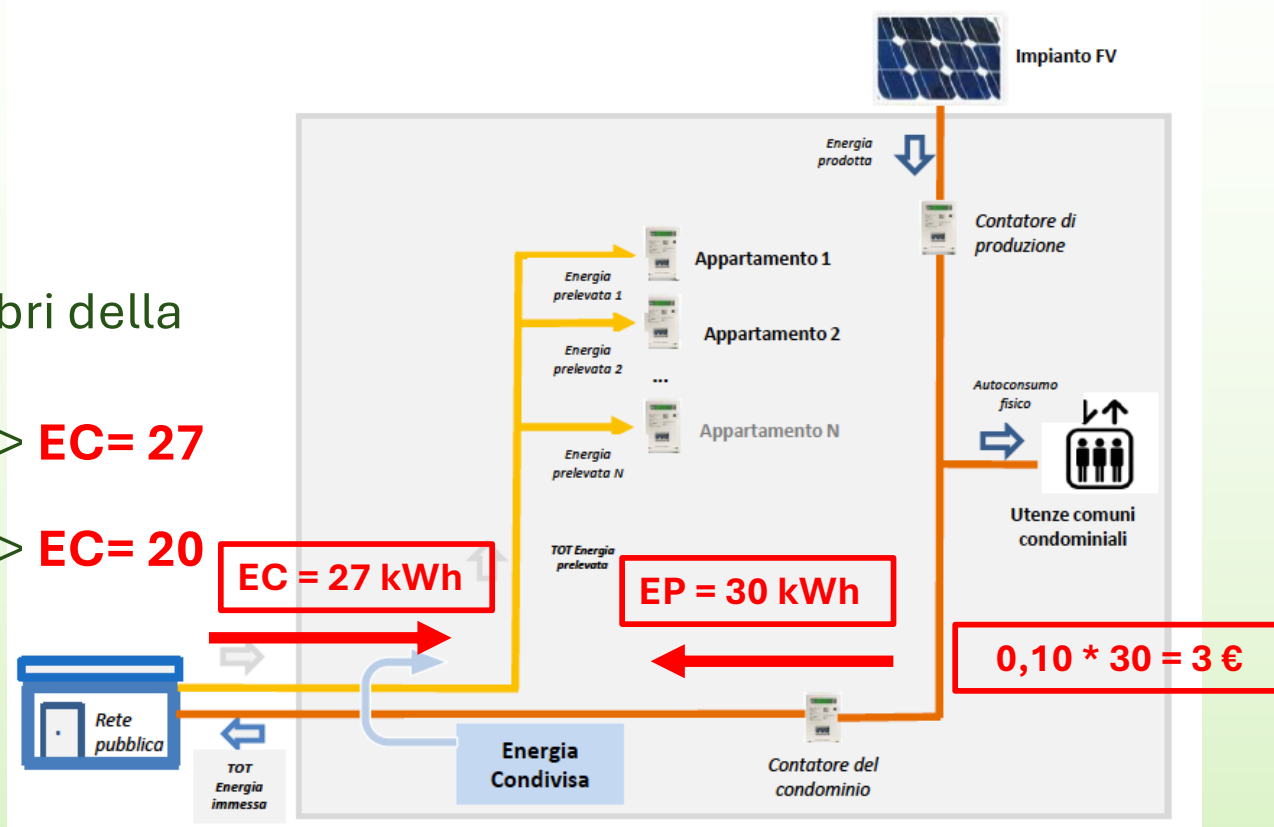 Impianto FV
Energia
prodotta
Contatore di
produzione
Appartamento 1
Energia
prelevata 1
Appartamento 2
Energia
prelevata 2
...
Appartamento N
Energia
prelevata N
Autoconsumo
fisico
Utenze comuni
condominiali
bri della
> EC= 27
> EC= 20
TOT Energia
prelevata
EC = 27 kWh
EP = 30 kWh
0,10 * 30 = 3 €
Rete
pubblica
TOT
Energia
immessa
Energia
Condivisa
Contatore del
condominio